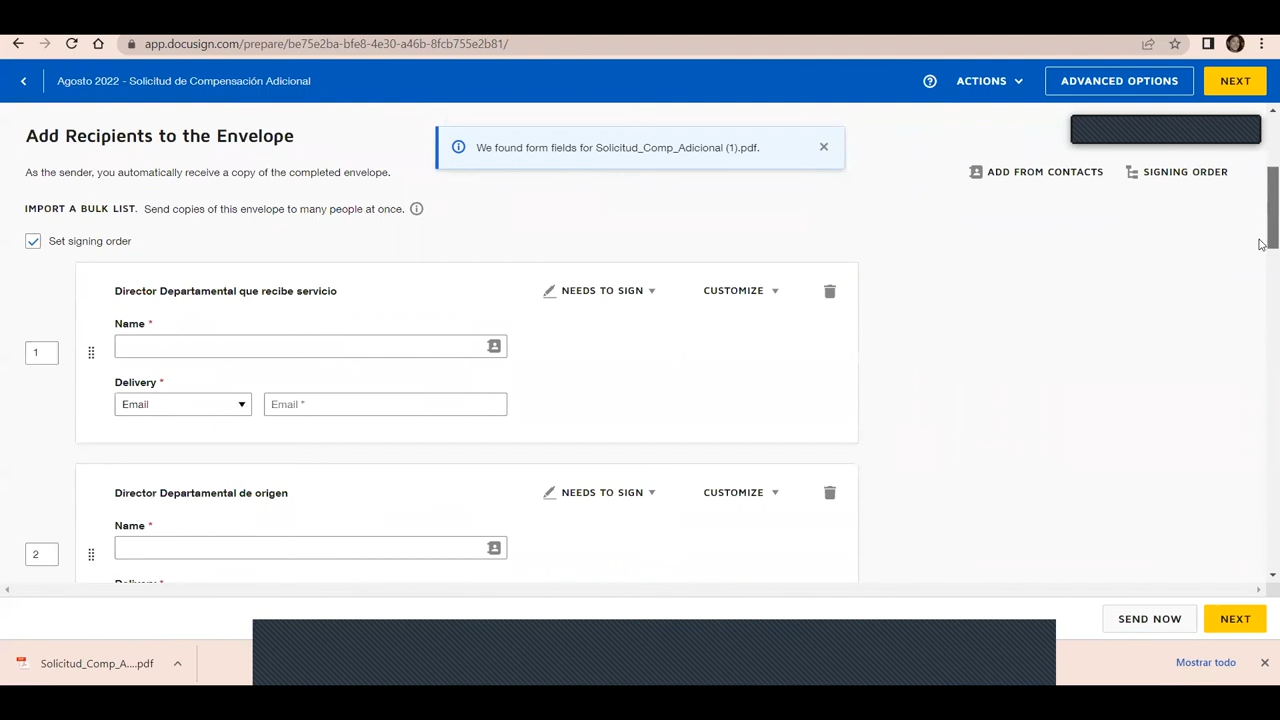 app.docusign.com/prepare/be75e2ba-bfe8-4e30-a46b-8fcb755e2b81/
Agosto 2022 - Solicitud de Compensación Adicional
ACTIONS
ADVANCED OPTIONS
NEXT
Add Recipients to the Envelope
We found form fields for Solicitud_Comp_Adicional (1).pdf.
As the sender, you automatically receive a copy of the completed envelope.
ADD FROM CONTACTS
SIGNING ORDER
IMPORT A BULK LIST. Send copies of this envelope to many people at once.
Set signing order
Director Departamental que recibe servicio
NEEDS TO SIGN
CUSTOMIZE
Name *
1
Delivery *
Email
Email *
Director Departamental de origen
NEEDS TO SIGN
CUSTOMIZE
Name *
2
Delivery *
SEND NOW
NEXT
Solicitud_Comp_A....pdf
Mostrar todo